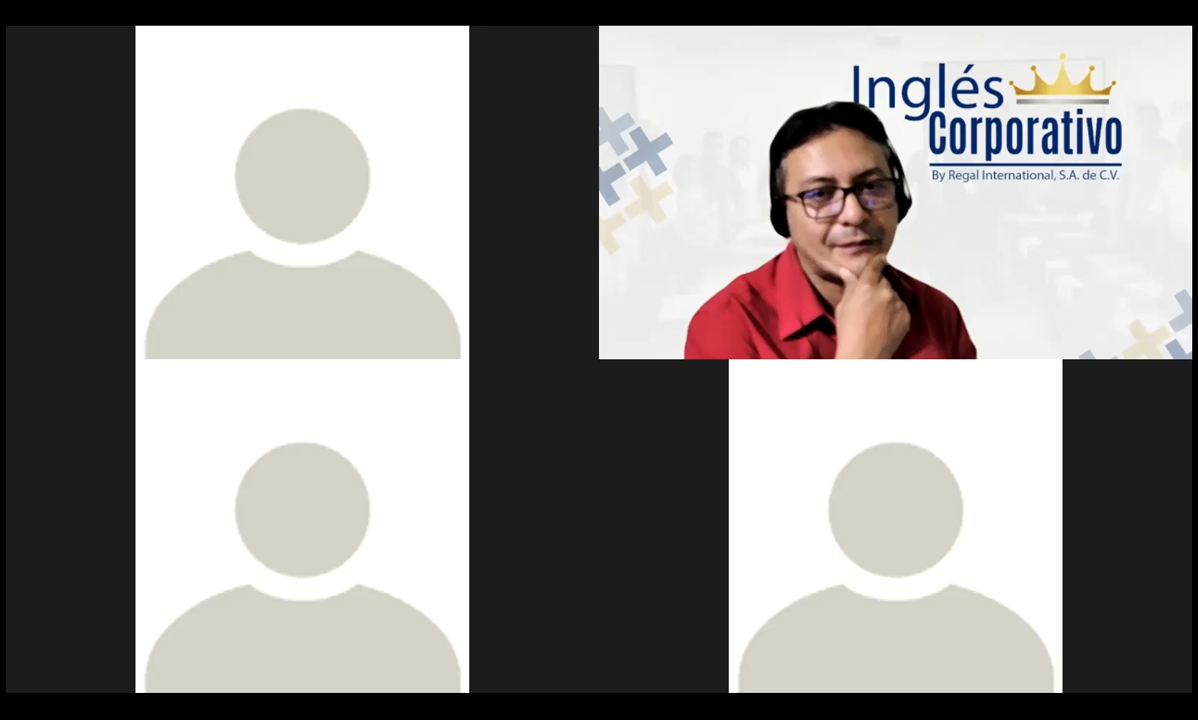 Inglés
Corporativo
By Regal International, S.A. de C.V.